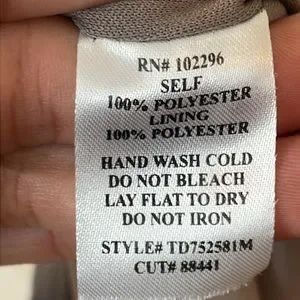 RN# 102296
SELF
100% POLYESTER
LINING
100% POLYESTER
HAND WASH COLD
DO NOT BLEACH
LAY FLAT TO DRY
DO NOT IRON
STYLE# TD752581M
CUT# 88441